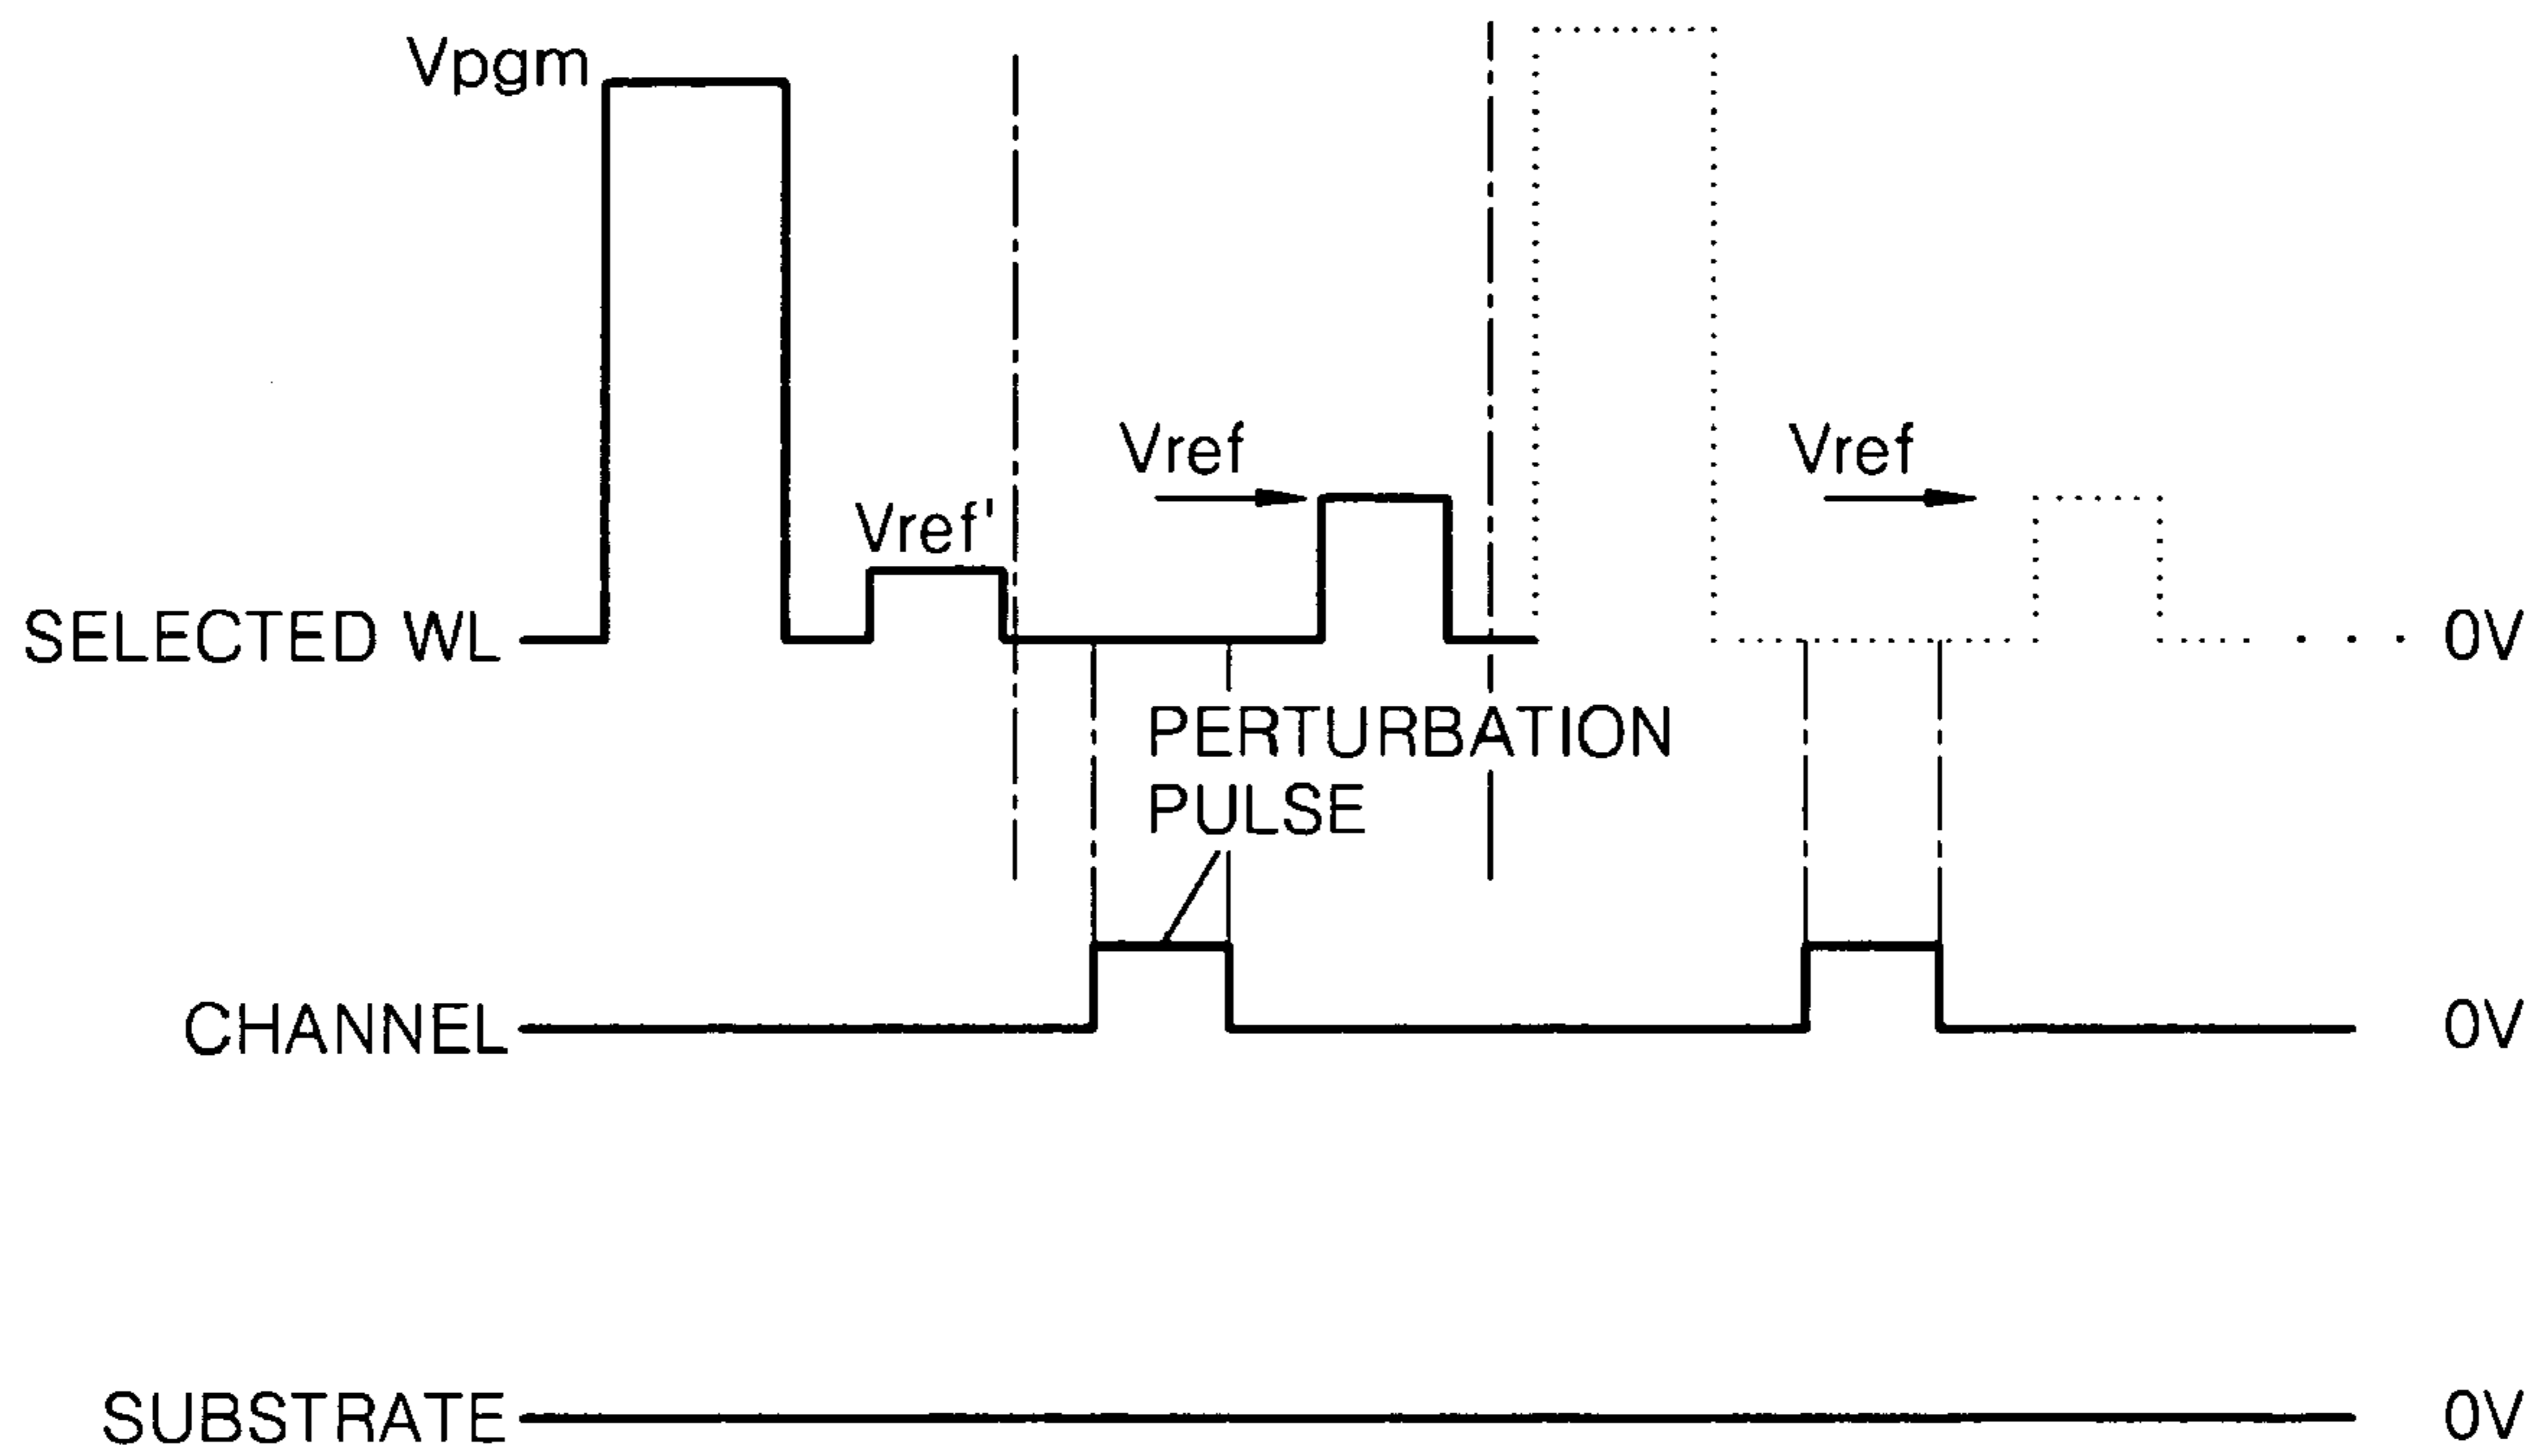 Vpgm
Vref'
Vref
Vref
SELECTED WL
0V
PERTURBATION
PULSE
CHANNEL
0V
SUBSTRATE
0V